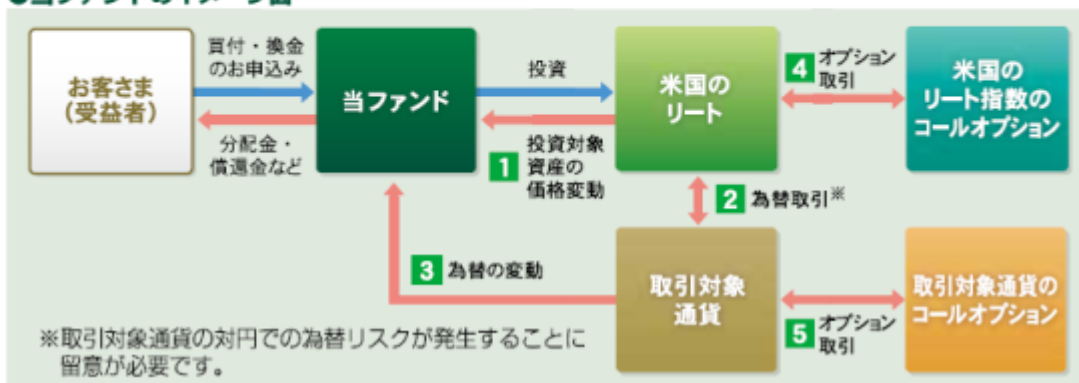 お客さま
(受益者)
買付・換金
のお申込み
分配金・
償還金など
当ファンド
投資
1 投資対象
資産の
価格変動
米国の
リート
4 オプション
取引
米国の
リート指数の
コールオプション
2 為替取引※
3 為替の変動
取引対象
通貨
5 オプション
取引
取引対象通貨の
コールオプション
※取引対象通貨の対円での為替リスクが発生することに
留意が必要です。